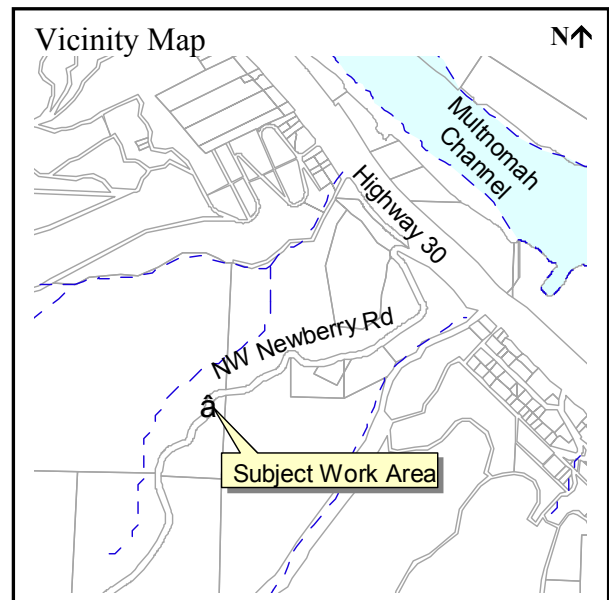 Vicinity Map
N↑
Multnomah
Channel
Highway 30
NW Newberry Rd
â
Subject Work Area